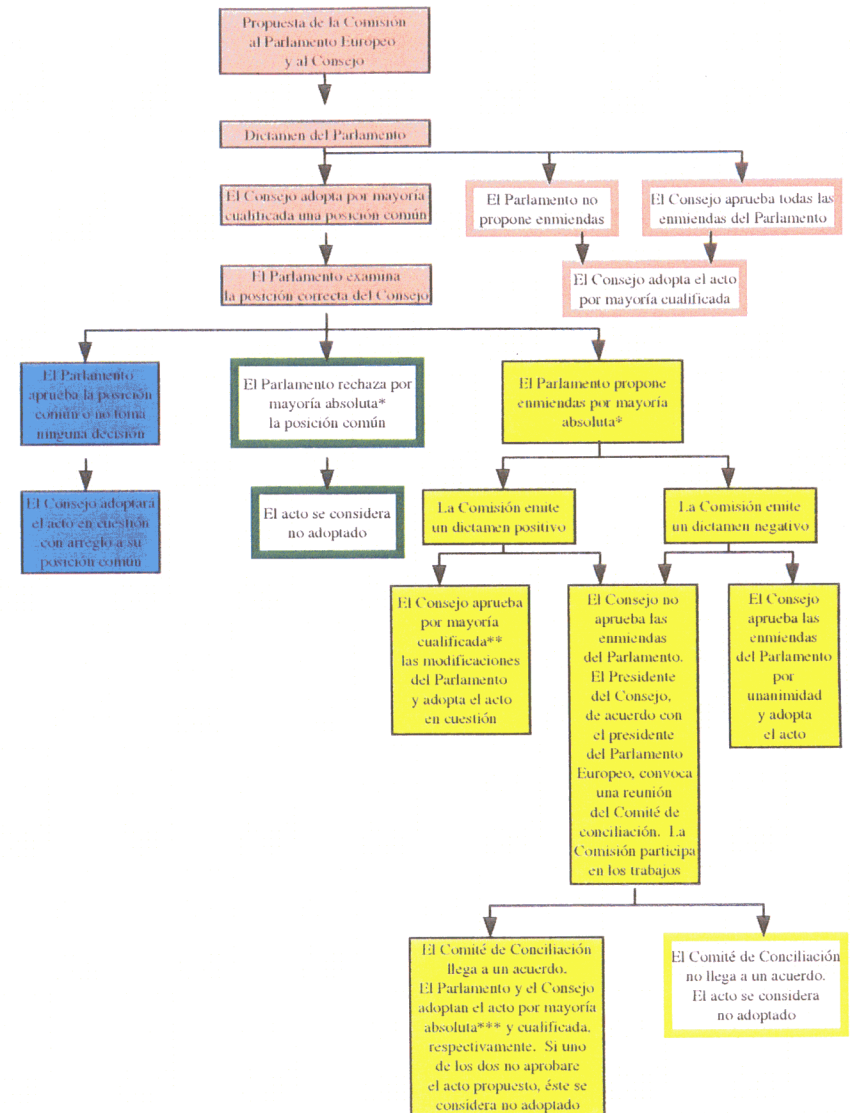 Propuesta de la Comisión
al Parlamento Europeo
y al Consejo
Dictamen del Parlamento
El Consejo adopta por mayoría
cualificada una posición común
El Parlamento no
propone enmiendas
El Consejo aprueba todas las
enmiendas del Parlamento
El Parlamento examina
la posición correcta del Consejo
El Consejo adopta el acto
por mayoría cualificada
El Parlamento
aprueba la posición
común o no toma
ninguna decisión
El Parlamento rechaza por
mayoría absoluta*
la posición común
El Parlamento propone
enmiendas por mayoría
absoluta*
El Consejo adoptará
el acto en cuestión
con arreglo a su
posición común
El acto se considera
no adoptado
La Comisión emite
un dictamen positivo
La Comisión emite
un dictamen negativo
El Consejo aprueba
por mayoría
cualificada**
las modificaciones
del Parlamento
y adopta el acto
en cuestión
El Consejo no
aprueba las
enmiendas
del Parlamento.
El Presidente
del Consejo,
de acuerdo con
el presidente
del Parlamento
Europeo, convoca
una reunión
del Comité de
conciliación. La
Comisión participa
en los trabajos
El Consejo
aprueba las
enmiendas
del Parlamento
por
unanimidad
y adopta
el acto
El Comité de Conciliación
llega a un acuerdo.
El Parlamento y el Consejo
adoptan el acto por mayoría
absoluta*** y cualificada,
respectivamente. Si uno
de los dos no aprobare
el acto propuesto, éste se
considera no adoptado
El Comité de Conciliación
no llega a un acuerdo.
El acto se considera
no adoptado